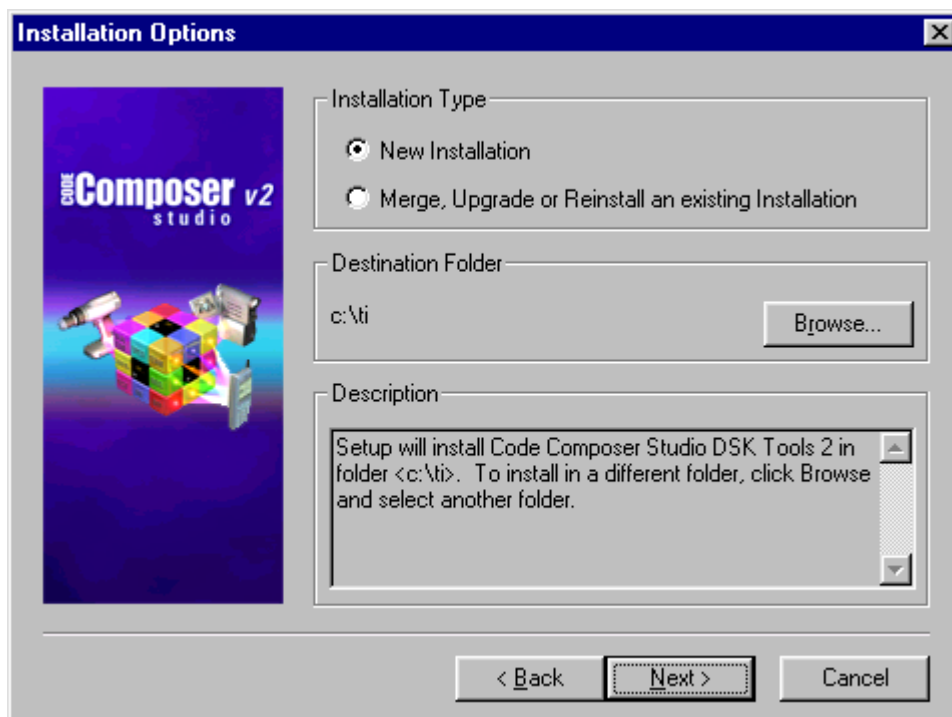 Installation Options
CODE Composer v2
studio
Installation Type
New Installation
Merge, Upgrade or Reinstall an existing Installation
Destination Folder
c:\ti
Browse...
Description
Setup will install Code Composer Studio DSK Tools 2 in
folder <c:\ti>.  To install in a different folder, click Browse
and select another folder.
< Back
Next >
Cancel